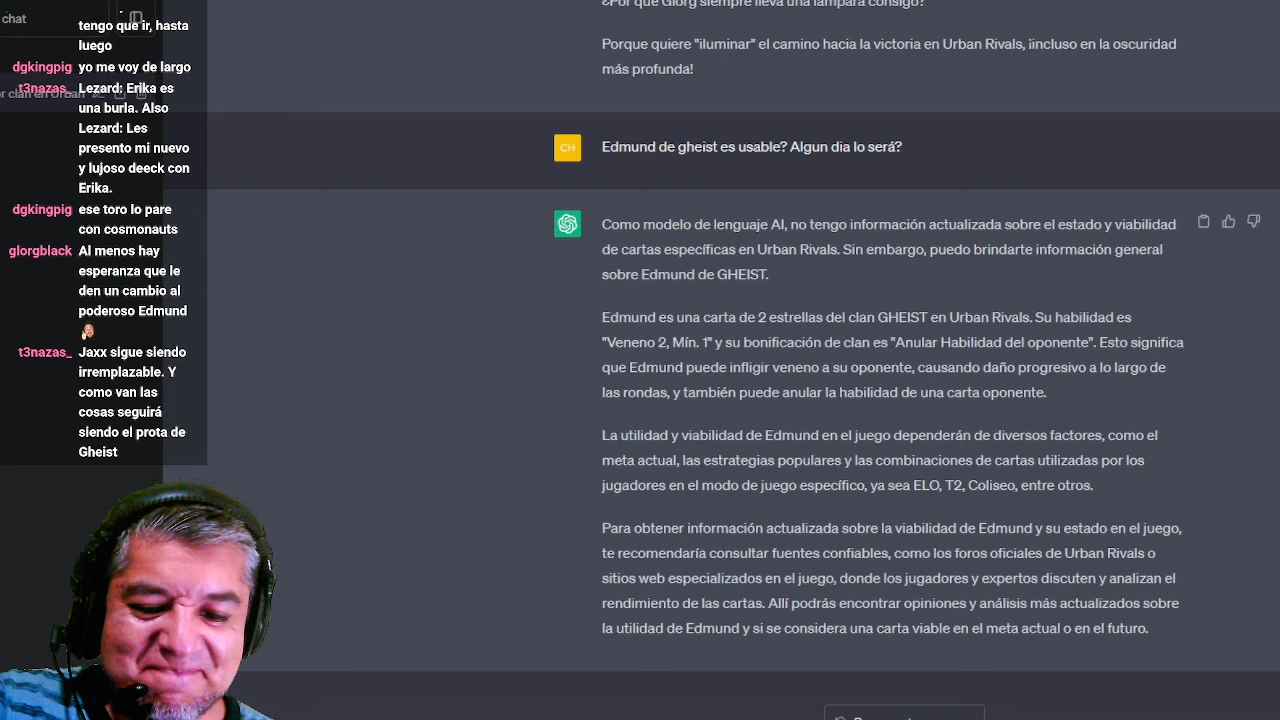 chat
tengo que ir, hasta
luego
dgkingpig yo me voy de largo
t3nazas_ Lezard: Erika es
una burla. Also
Lezard: Les
presento mi nuevo
y lujoso deeck con
Erika.
dgkingpig ese toro lo pare
con cosmonauts
glorgblack Al menos hay
esperanza que le
den un cambio al
poderoso Edmund
t3nazas_ Jaxx sigue siendo
irremplazable. Y
como van las
cosas seguirá
siendo el prota de
Gheist
or clan en Urban
¿Por qué Glorg siempre lleva una lámpara consigo?
Porque quiere "iluminar" el camino hacia la victoria en Urban Rivals, ¡incluso en la oscuridad
más profunda!
CH
Edmund de gheist es usable? Algun dia lo será?
Como modelo de lenguaje AI, no tengo información actualizada sobre el estado y viabilidad
de cartas específicas en Urban Rivals. Sin embargo, puedo brindarte información general
sobre Edmund de GHEIST.
Edmund es una carta de 2 estrellas del clan GHEIST en Urban Rivals. Su habilidad es
"Veneno 2, Mín. 1" y su bonificación de clan es "Anular Habilidad del oponente". Esto significa
que Edmund puede infligir veneno a su oponente, causando daño progresivo a lo largo de
las rondas, y también puede anular la habilidad de una carta oponente.
La utilidad y viabilidad de Edmund en el juego dependerán de diversos factores, como el
meta actual, las estrategias populares y las combinaciones de cartas utilizadas por los
jugadores en el modo de juego específico, ya sea ELO, T2, Coliseo, entre otros.
Para obtener información actualizada sobre la viabilidad de Edmund y su estado en el juego,
te recomendaría consultar fuentes confiables, como los foros oficiales de Urban Rivals o
sitios web especializados en el juego, donde los jugadores y expertos discuten y analizan el
rendimiento de las cartas. Allí podrás encontrar opiniones y análisis más actualizados sobre
la utilidad de Edmund y si se considera una carta viable en el meta actual o en el futuro.